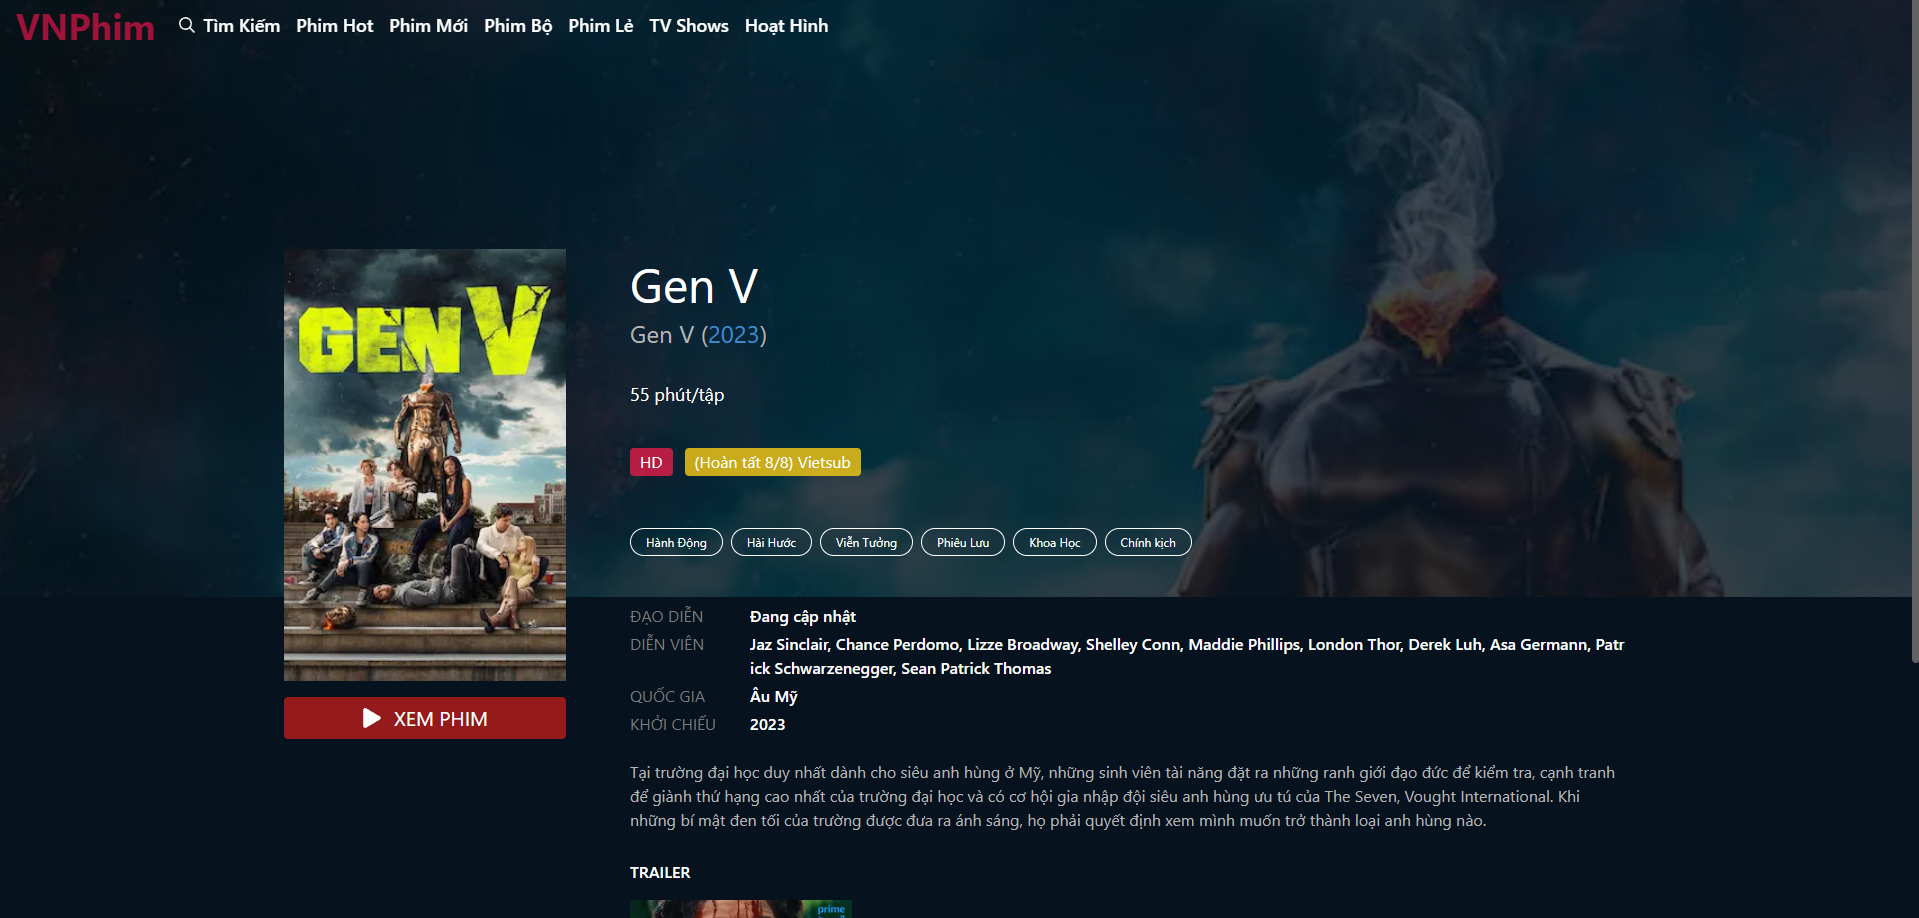 VNPhim
Tìm Kiếm Phim Hot Phim Mới Phim Bộ Phim Lẻ TV Shows Hoạt Hình
GEN V
Gen V
Gen V (2023)
55 phút/tập
HD (Hoàn tất 8/8) Vietsub
Hành Động Hài Hước Viễn Tưởng Phiêu Lưu Khoa Học Chính kịch
ĐẠO DIỄN Đang cập nhật
DIỄN VIÊN Jaz Sinclair, Chance Perdomo, Lizze Broadway, Shelley Conn, Maddie Phillips, London Thor, Derek Luh, Asa Germann, Patr
ick Schwarzenegger, Sean Patrick Thomas
QUỐC GIA Âu Mỹ
XEM PHIM
KHỞI CHIẾU 2023
Tại trường đại học duy nhất dành cho siêu anh hùng ở Mỹ, những sinh viên tài năng đặt ra những ranh giới đạo đức để kiểm tra, cạnh tranh
để giành thứ hạng cao nhất của trường đại học và có cơ hội gia nhập đội siêu anh hùng ưu tú của The Seven, Vought International. Khi
những bí mật đen tối của trường được đưa ra ánh sáng, họ phải quyết định xem mình muốn trở thành loại anh hùng nào.
TRAILER
prime